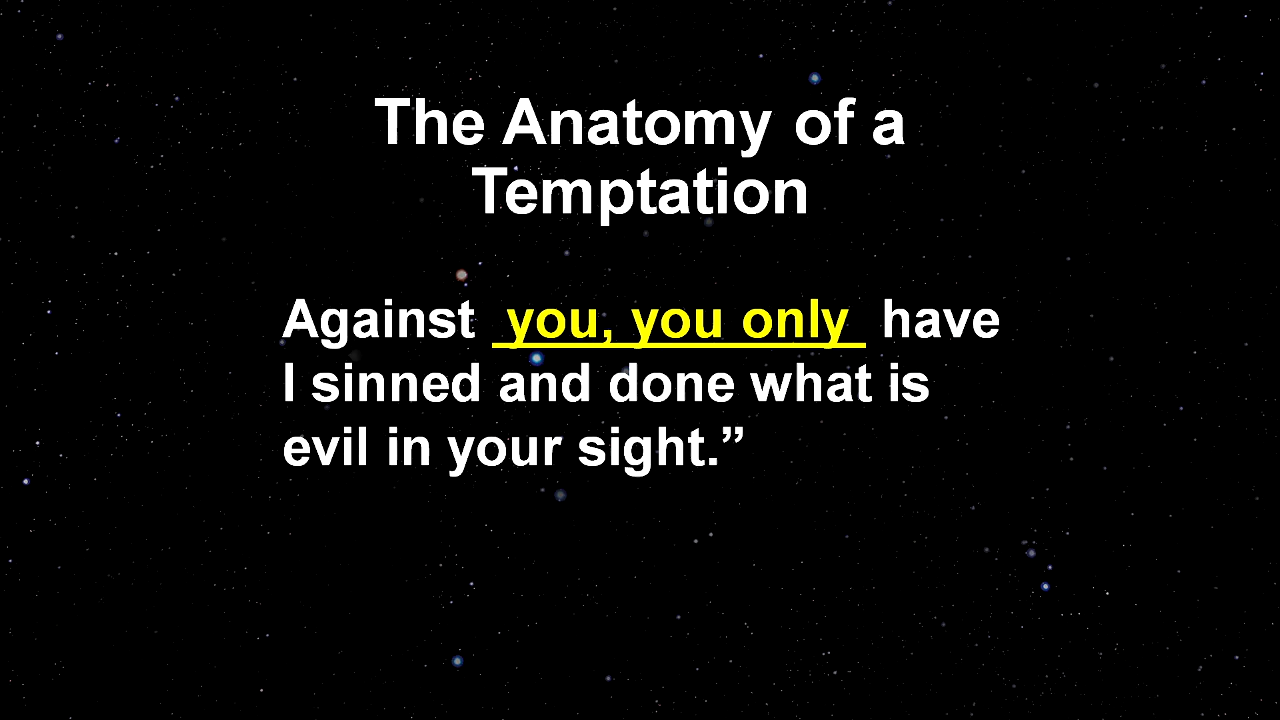 The Anatomy of a
Temptation
Against you, you only have
I sinned and done what is
evil in your sight.”